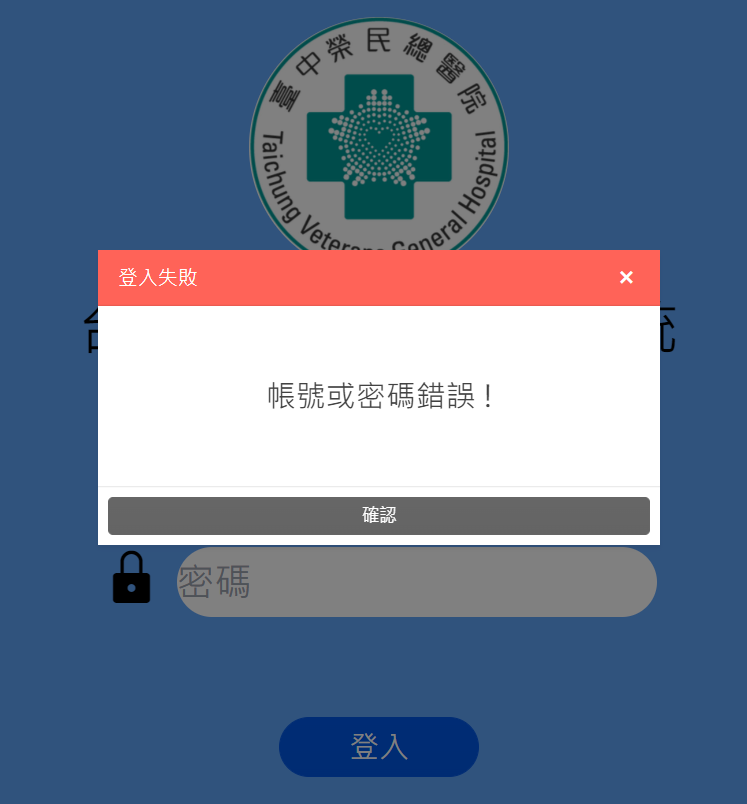 臺中榮民總醫院
Taichung Veterans General Hospital
登入失敗
帳號或密碼錯誤！
確認
密碼
登入